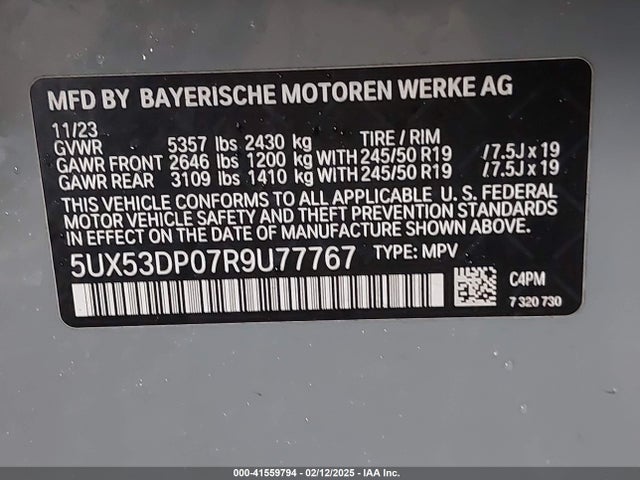 MFD BY BAYERISCHE MOTOREN WERKE AG
11/23
GVWR 5357 lbs 2430 kg TIRE / RIM
GAWR FRONT 2646 lbs 1200 kg WITH 245/50 R19 /7.5J x 19
GAWR REAR 3109 lbs 1410 kg WITH 245/50 R19 /7.5J x 19
THIS VEHICLE CONFORMS TO ALL APPLICABLE U. S. FEDERAL
MOTOR VEHICLE SAFETY AND THEFT PREVENTION STANDARDS
IN EFFECT ON THE DATE OF MANUFACTURE SHOWN ABOVE.
5UX53DP07R9U77767 TYPE: MPV
C4PM
7 320 730
000-41559794 - 02/12/2025 - IAA Inc.